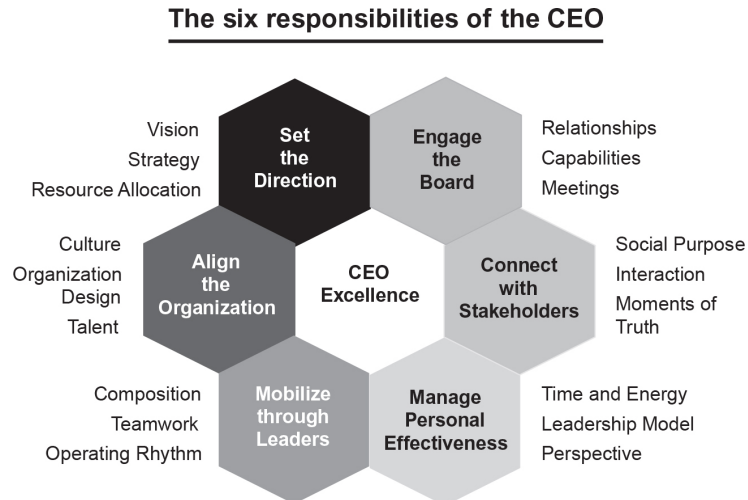 The six responsibilities of the CEO
Vision
Strategy
Resource Allocation
Set
the
Direction
Engage
the
Board
Relationships
Capabilities
Meetings
Culture
Organization
Design
Talent
Align
the
Organization
CEO
Excellence
Connect
with
Stakeholders
Social Purpose
Interaction
Moments of
Truth
Composition
Teamwork
Operating Rhythm
Mobilize
through
Leaders
Manage
Personal
Effectiveness
Time and Energy
Leadership Model
Perspective